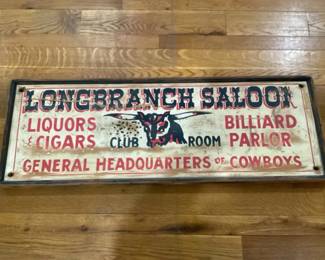 LONGBRANCH SALOON
LIQUORS BILLIARD
& CIGARS CLUB ROOM PARLOR
GENERAL HEADQUARTERS OF COWBOYS